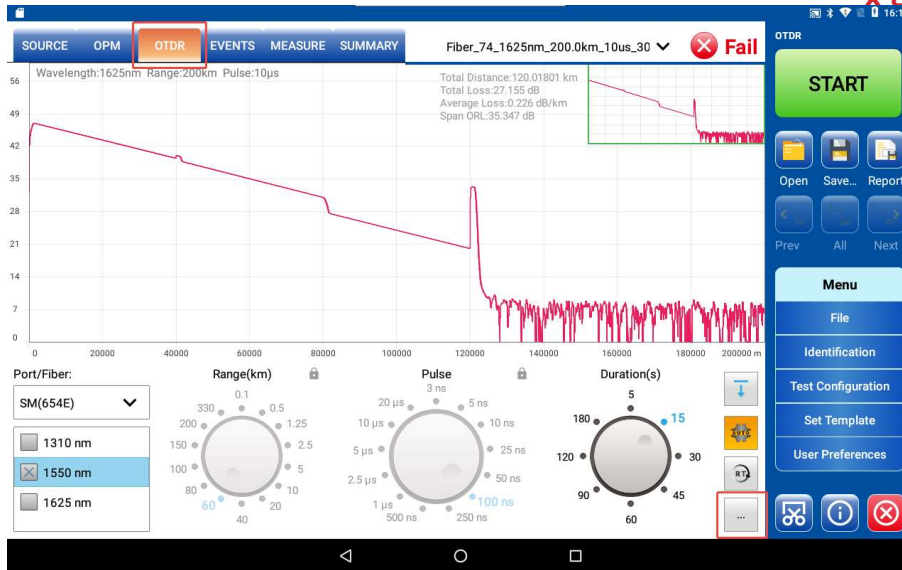 16:1
SOURCE OPM OTDR EVENTS MEASURE SUMMARY
Fiber_74_1625nm_200.0km_10us_30
Fail
OTDR
START
Wavelength:1625nm Range:200km Pulse:10µs
Total Distance:120.01801 km
Total Loss:27.155 dB
Average Loss:0.226 dB/km
Span ORL:35.347 dB
56
49
42
35
28
21
14
7
0
0 20000 40000 60000 80000 100000 120000 140000 160000 180000 200000 m
Open Save... Report
Prev All Next
Menu
File
Identification
Test Configuration
Set Template
User Preferences
Port/Fiber:
SM(654E)
1310 nm
1550 nm
1625 nm
Range(km)
0.1
330 0.5
200 1.25
150 2.5
100 5
80 10
60 20
40
Pulse
3 ns
20 µs 5 ns
10 µs 10 ns
5 µs 25 ns
2.5 µs 50 ns
1 µs 100 ns
500 ns 250 ns
Duration(s)
5
180 15
120 30
90 45
60
AUTO
RT
...